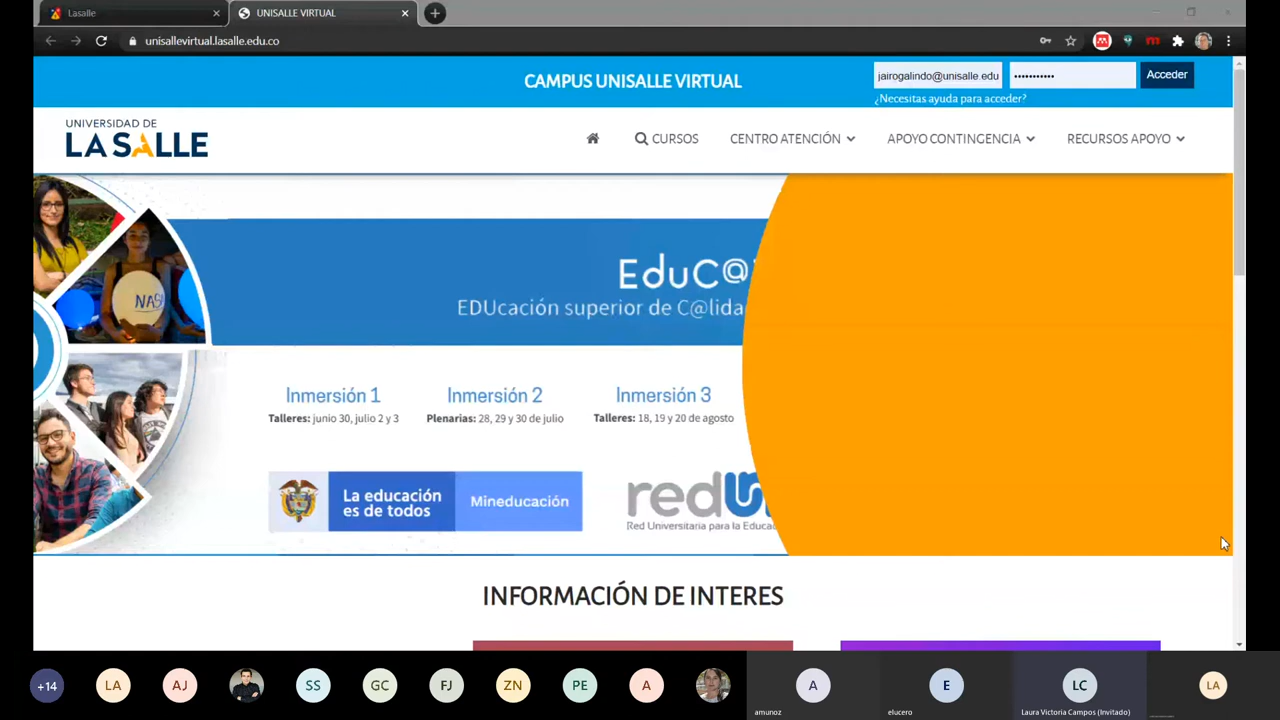 Lasalle
UNISALLE VIRTUAL
unisallevirtual.lasalle.edu.co
CAMPUS UNISALLE VIRTUAL
jairogalindo@unisalle.edu
Acceder
¿Necesitas ayuda para acceder?
UNIVERSIDAD DE
LA SALLE
CURSOS
CENTRO ATENCIÓN
APOYO CONTINGENCIA
RECURSOS APOYO
EduC@
EDUcación superior de C@lida
Inmersión 1
Talleres: junio 30, julio 2 y 3
Inmersión 2
Plenarias: 28, 29 y 30 de julio
Inmersión 3
Talleres: 18, 19 y 20 de agosto
La educación
es de todos
Mineducación
redU
Red Universitaria para la Educa
INFORMACIÓN DE INTERES
+14
LA
AJ
SS
GC
FJ
ZN
PE
A
A
amunoz
E
elucero
LC
Laura Victoria Campos (Invitado)
LA